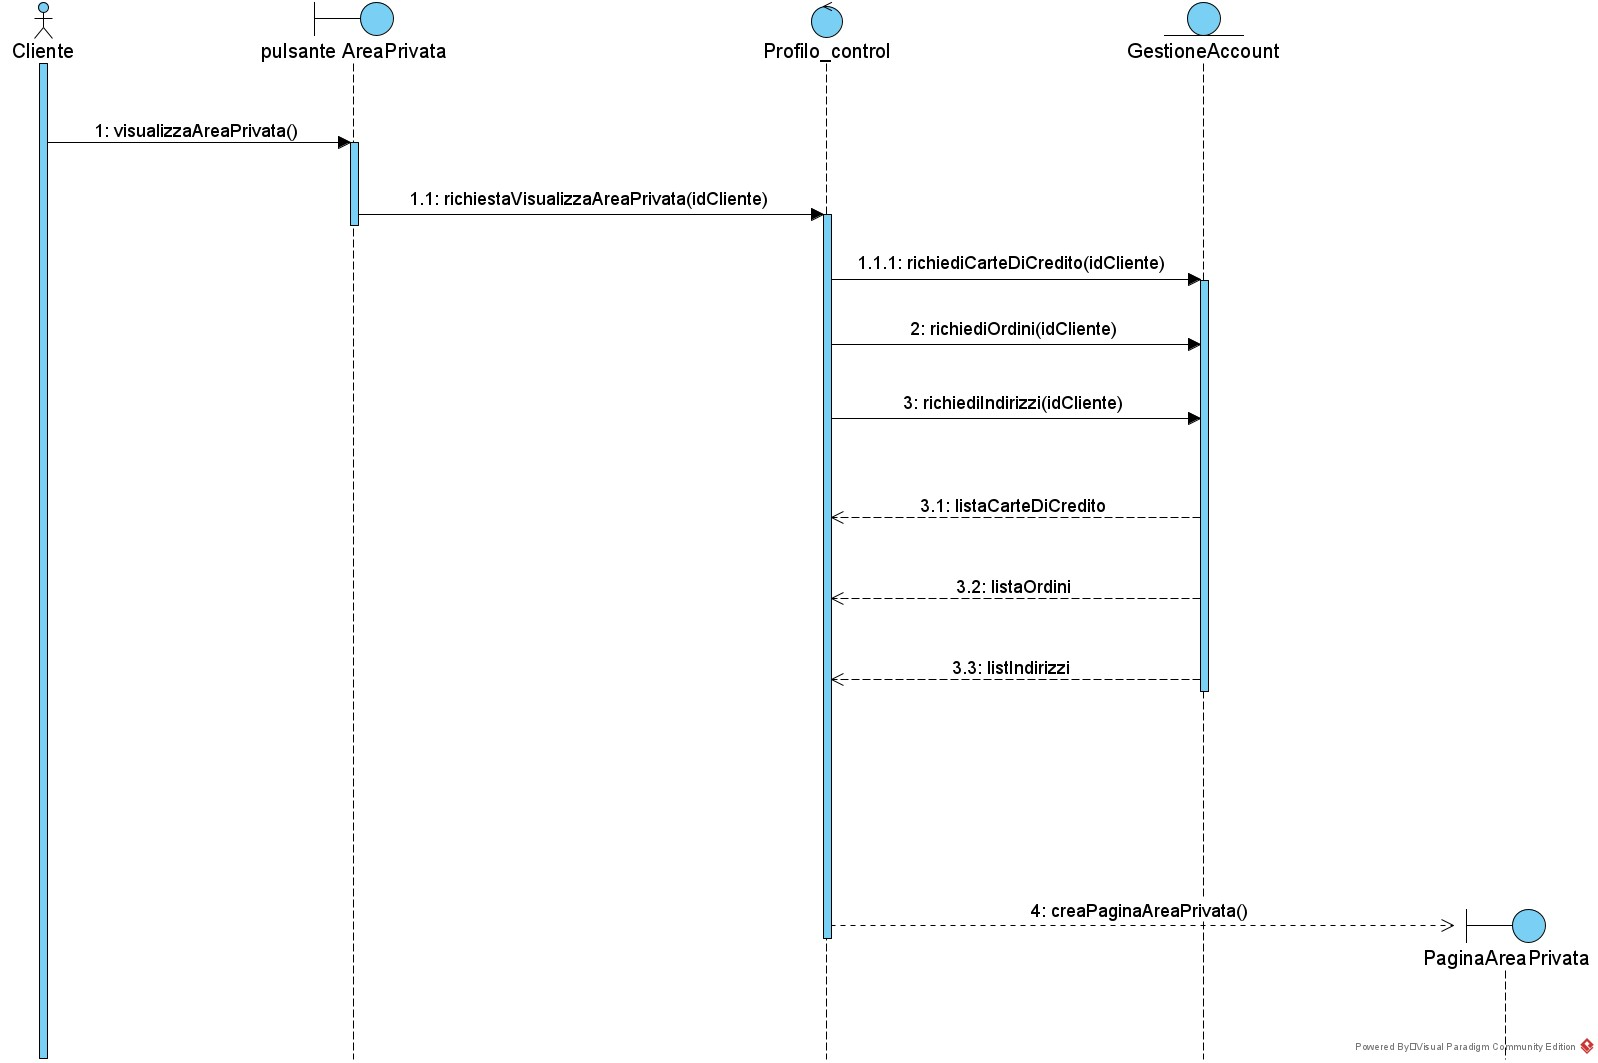 Cliente
pulsante AreaPrivata
Profilo_control
GestioneAccount
1: visualizzaAreaPrivata()
1.1: richiestaVisualizzaAreaPrivata(idCliente)
1.1.1: richiediCarteDiCredito(idCliente)
2: richiediOrdini(idCliente)
3: richiediIndirizzi(idCliente)
3.1: listaCarteDiCredito
3.2: listaOrdini
3.3: listIndirizzi
4: creaPaginaAreaPrivata()
PaginaAreaPrivata
Powered By□Visual Paradigm Community Edition